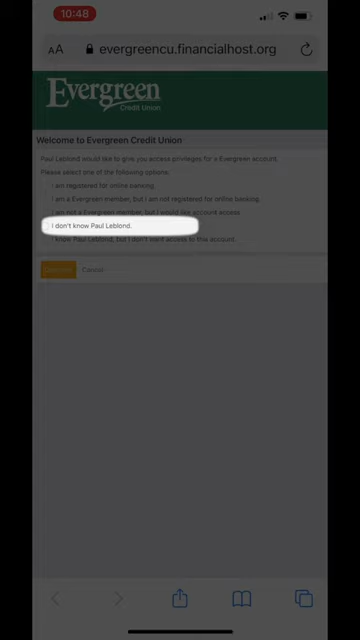 10:48
AA evergreencu.financialhost.org
Evergreen
Credit Union
Welcome to Evergreen Credit Union
Paul Leblond would like to give you access privileges for a Evergreen account.
Please select one of the following options:
I am registered for online banking.
I am a Evergreen member, but I am not registered for online banking.
I am not a Evergreen member, but I would like account access.
I don't know Paul Leblond.
I know Paul Leblond, but I don't want access to this account.
Continue Cancel